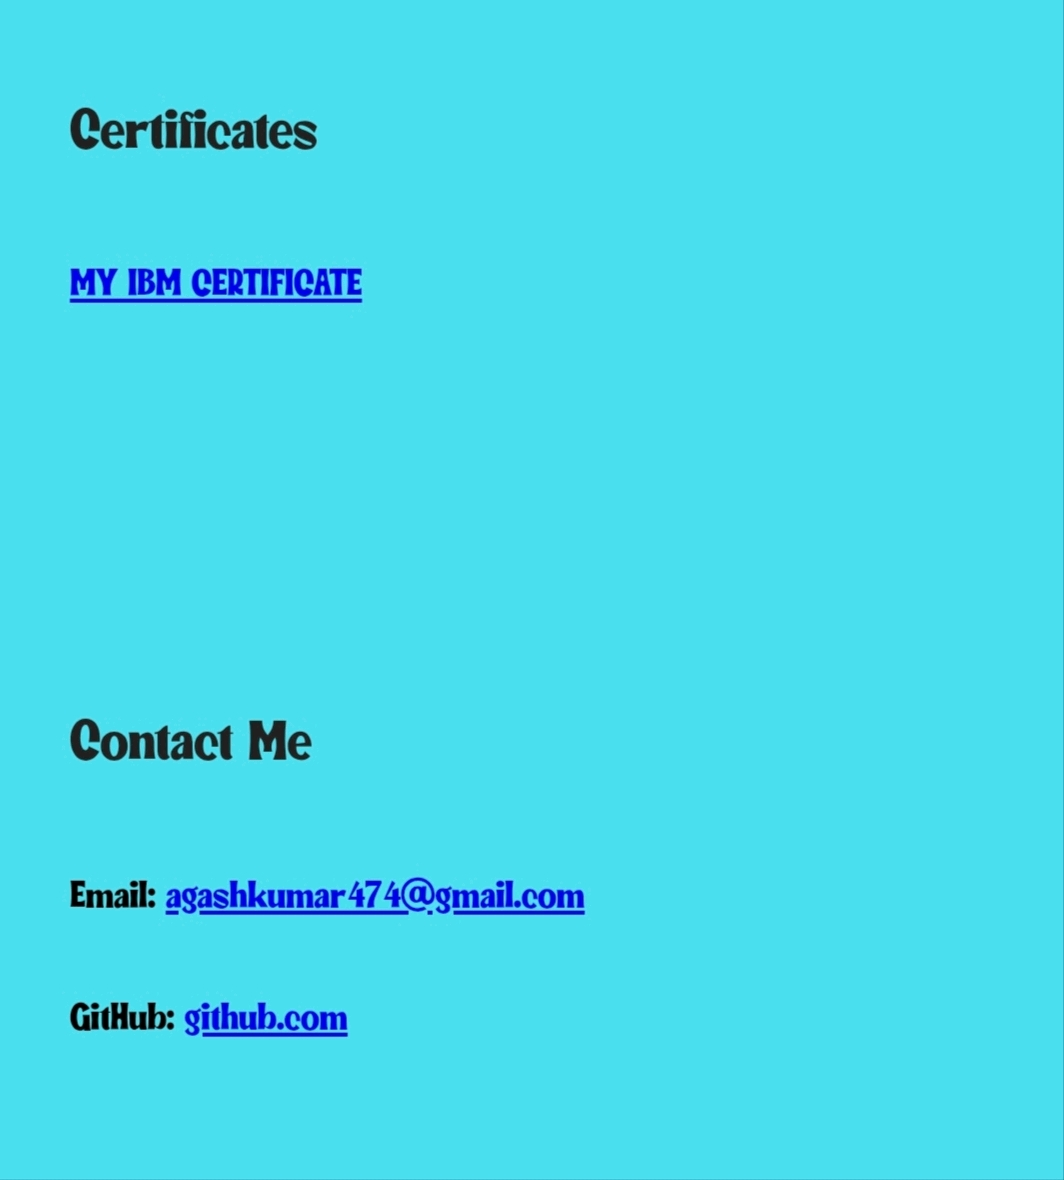 Certificates
MY IBM CERTIFICATE
Contact Me
Email: agashkumar474@gmail.com
GitHub: github.com